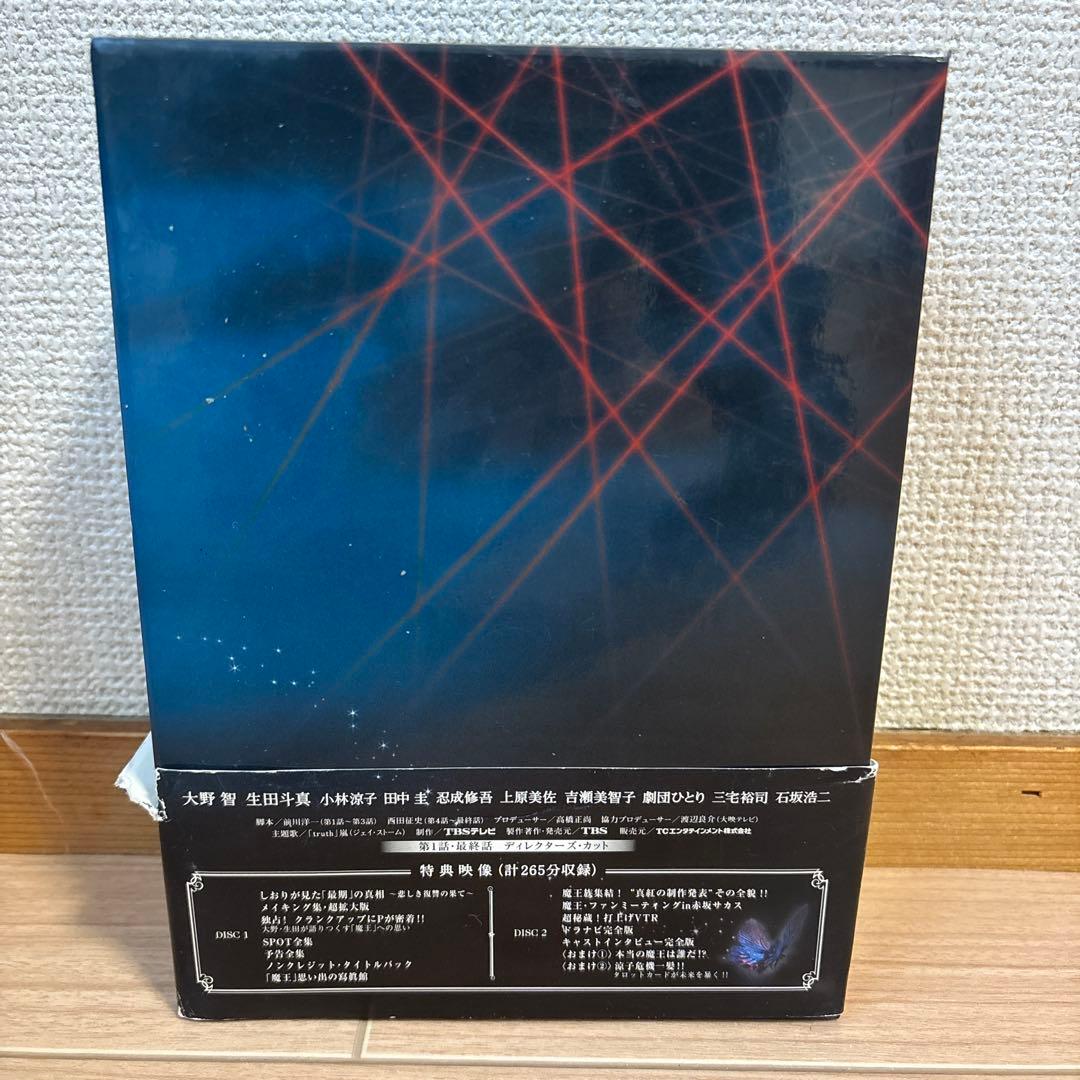 大野 智 生田斗真 小林涼子 田中 圭 忍成修吾 上原美佐 吉瀬美智子 劇団ひとり 三宅裕司 石坂浩二
脚本／前川洋一(第1話〜第3話) 西田征史(第4話〜最終話) プロデューサー／高橋正尚 協力プロデューサー／渡辺良介(大映テレビ)
主題歌／「truth」嵐(ジェイ・ストーム) 制作／TBSテレビ 製作著作・発売元／TBS 販売元／TCエンタテインメント株式会社
第1話・最終話 ディレクターズ・カット
特典映像(計265分収録)
DISC 1
しおりが見た「最期」の真相 〜悲しき復讐の果て〜
メイキング集・超拡大版
独占! クランクアップにPが密着!!
大野・生田が語りつくす「魔王」への思い
SPOT全集
予告全集
ノンクレジット・タイトルバック
「魔王」思い出の寫眞館
DISC 2
魔王族集結! "真紅の制作発表"その全貌!!
魔王・ファンミーティングin赤坂サカス
超秘蔵!打上げVTR
ドラナビ完全版
キャストインタビュー完全版
〈おまけ①〉本当の魔王は誰だ!?
〈おまけ②〉涼子危機一髪!!
タロットカードが未来を暴く!!